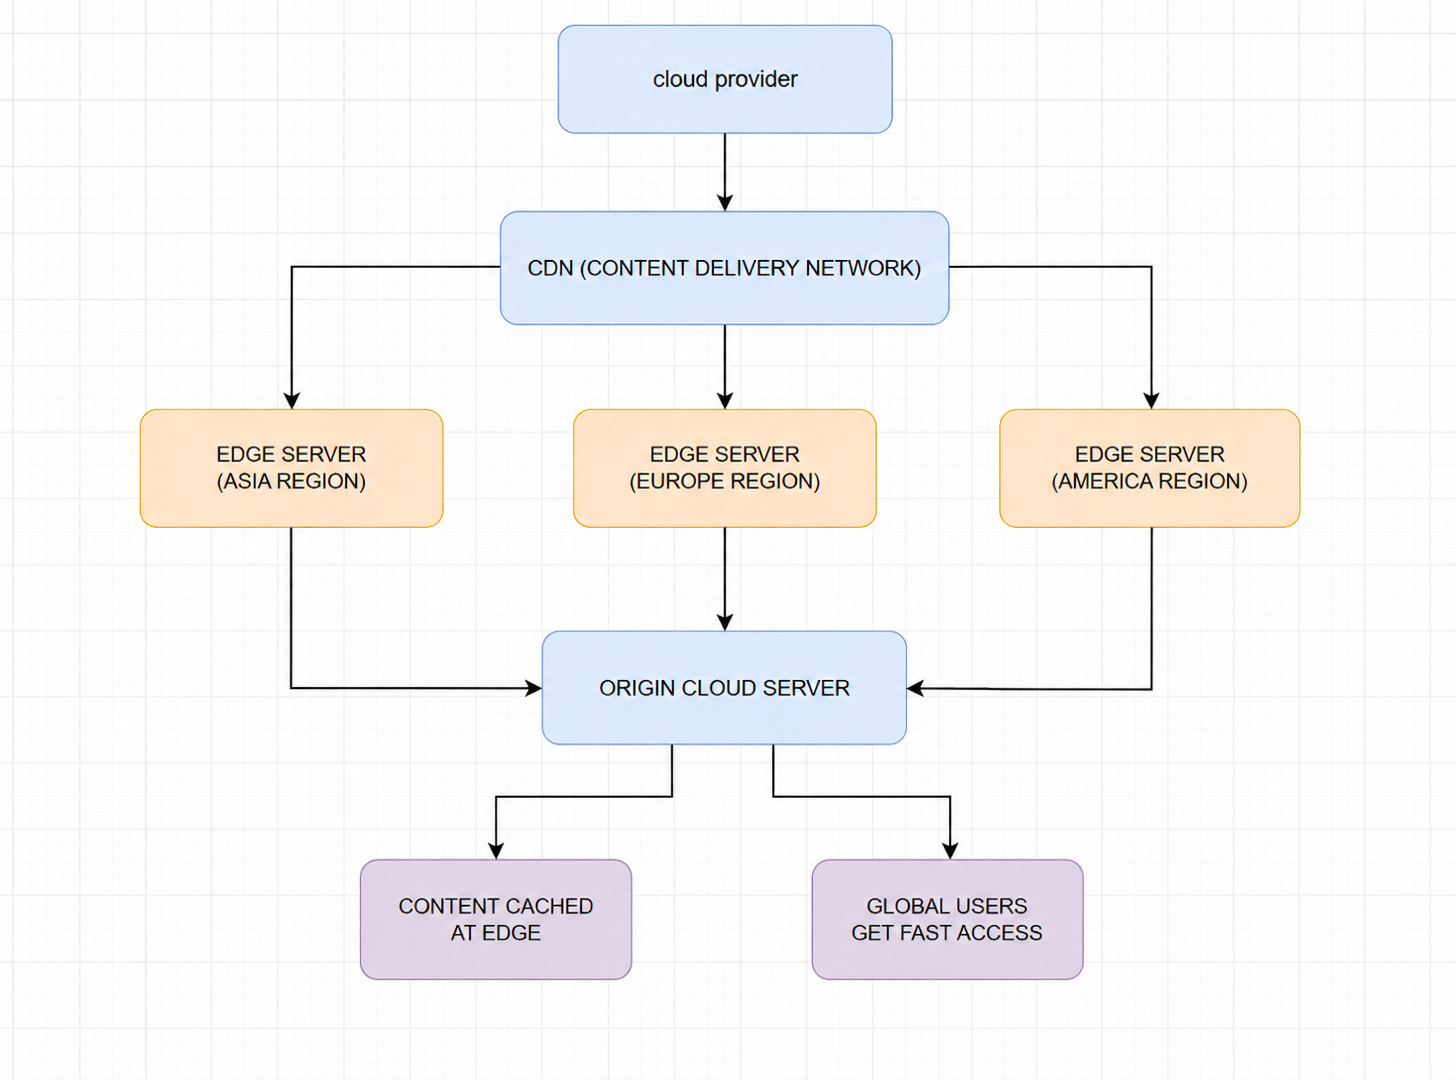 cloud provider
CDN (CONTENT DELIVERY NETWORK)
EDGE SERVER
(ASIA REGION)
EDGE SERVER
(EUROPE REGION)
EDGE SERVER
(AMERICA REGION)
ORIGIN CLOUD SERVER
CONTENT CACHED
AT EDGE
GLOBAL USERS
GET FAST ACCESS